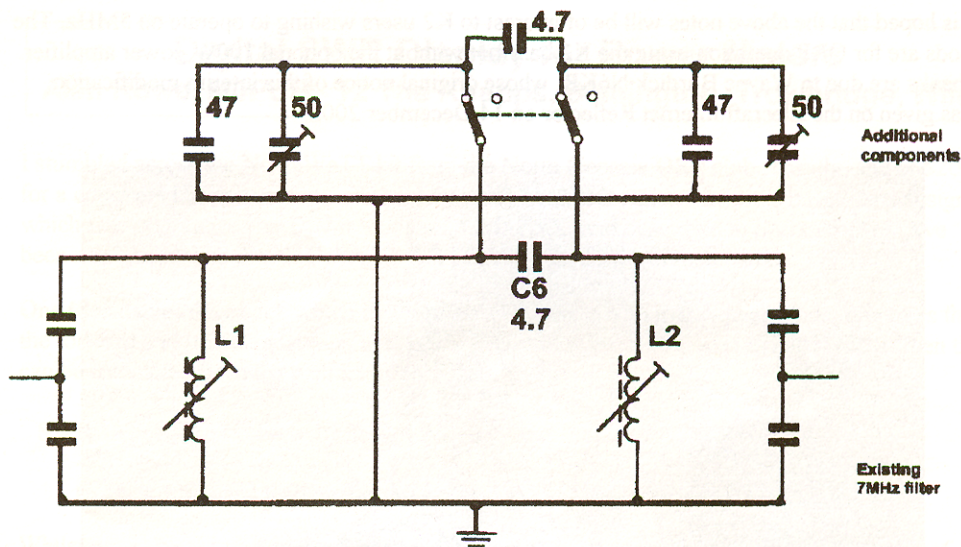 4.7
47
50
47
50
Additional
components
C6
4.7
L1
L2
Existing
7MHz filter